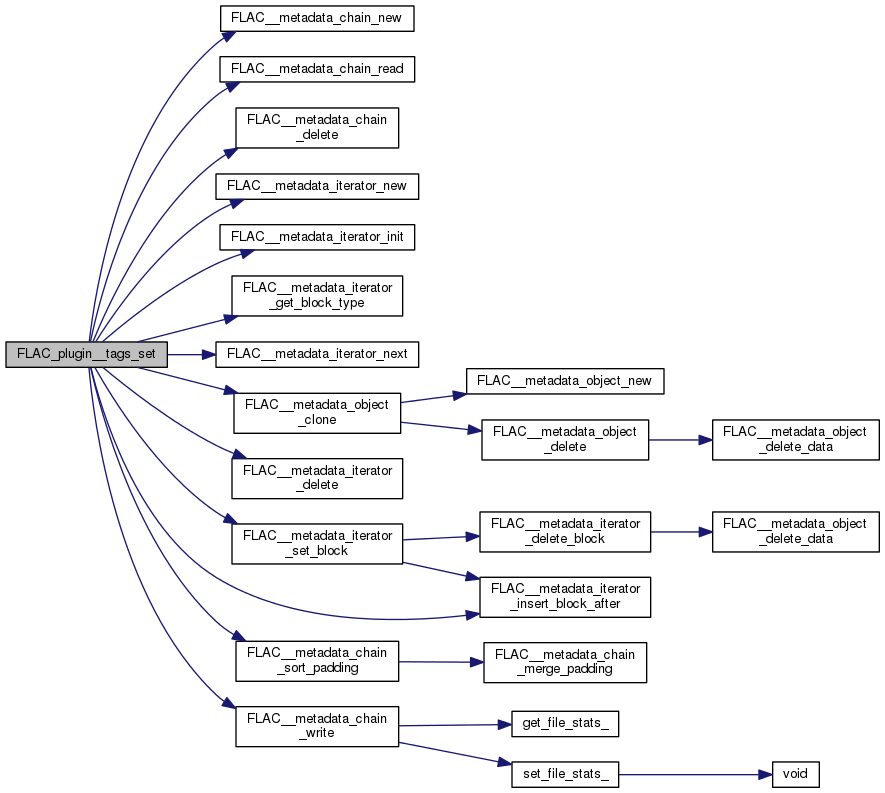 FLAC__metadata_chain_new
FLAC__metadata_chain_read
FLAC__metadata_chain
_delete
FLAC__metadata_iterator_new
FLAC__metadata_iterator_init
FLAC__metadata_iterator
_get_block_type
FLAC_plugin__tags_set
FLAC__metadata_iterator_next
FLAC__metadata_object_new
FLAC__metadata_object
_clone
FLAC__metadata_object
_delete
FLAC__metadata_object
_delete_data
FLAC__metadata_iterator
_delete
FLAC__metadata_iterator
_set_block
FLAC__metadata_iterator
_delete_block
FLAC__metadata_object
_delete_data
FLAC__metadata_iterator
_insert_block_after
FLAC__metadata_chain
_sort_padding
FLAC__metadata_chain
_merge_padding
FLAC__metadata_chain
_write
get_file_stats_
set_file_stats_
void